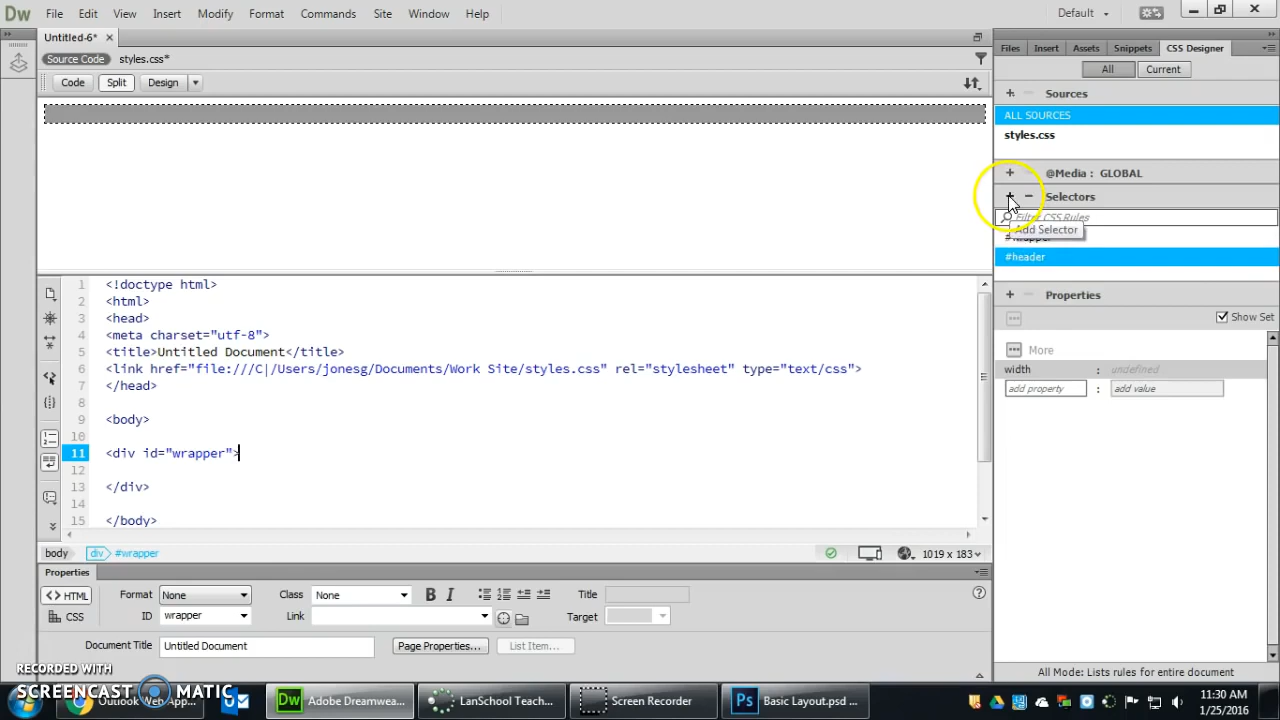 Dw File Edit View Insert Modify Format Commands Site Window Help Default
Untitled-6* ×
Source Code styles.css*
Code Split Design
1 <!doctype html>
2 <html>
3 <head>
4 <meta charset="utf-8">
5 <title>Untitled Document</title>
6 <link href="file:///C|/Users/jonesg/Documents/Work Site/styles.css" rel="stylesheet" type="text/css">
7 </head>
8
9 <body>
10
11 <div id="wrapper">
12
13 </div>
14
15 </body>
body div #wrapper 1019 x 183
Properties
<> HTML Format None Class None B I Title
CSS ID wrapper Link Target
Document Title Untitled Document Page Properties... List Item...
Files Insert Assets Snippets CSS Designer
All Current
+ − Sources
ALL SOURCES
styles.css
+ − @Media : GLOBAL
+ − Selectors
Filter CSS Rules
Add Selector
#header
+ − Properties
Show Set
More
width : undefined
add property : add value
All Mode: Lists rules for entire document
RECORDED WITH
SCREENCAST MATIC
Outlook Web App... Adobe Dreamwea... LanSchool Teach... Screen Recorder Ps Basic Layout.psd ... 11:30 AM
1/25/2016